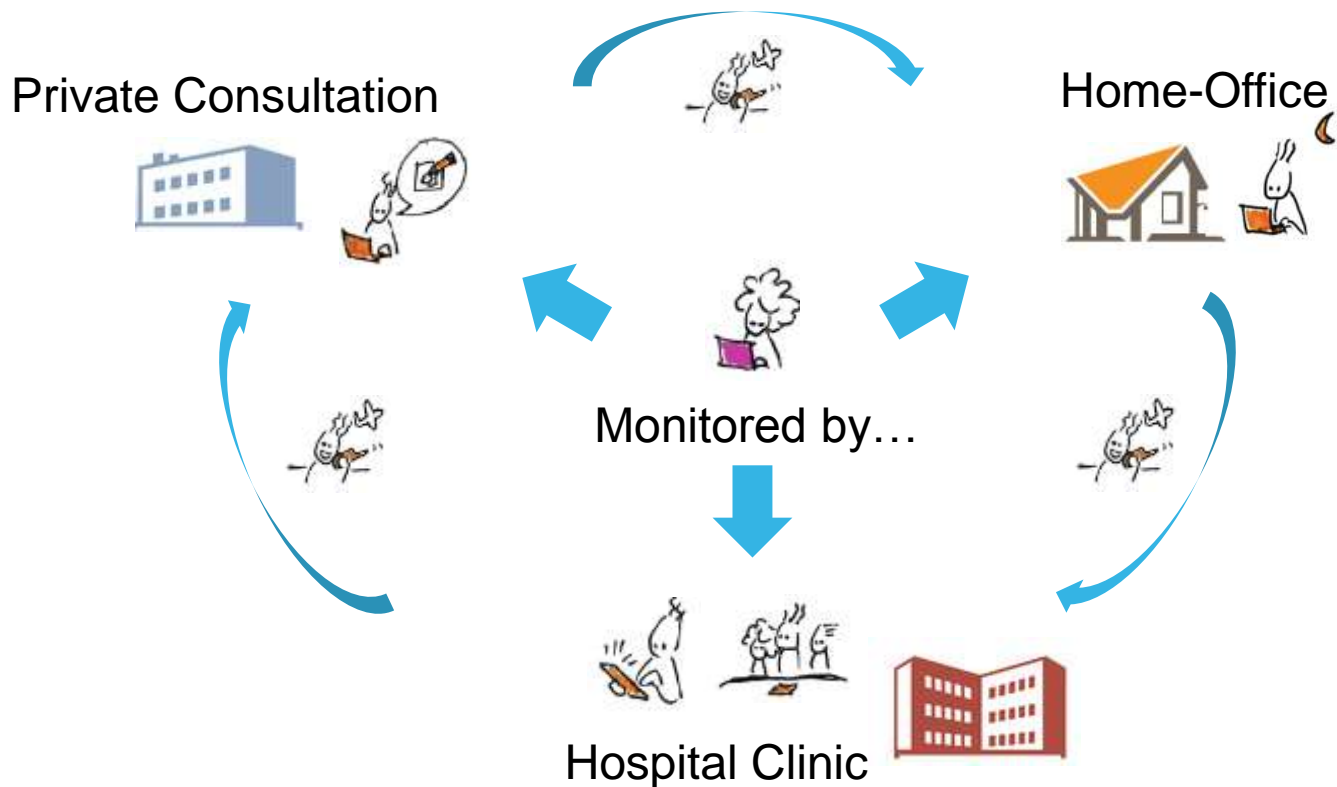 Private Consultation
Home-Office
Monitored by…
Hospital Clinic